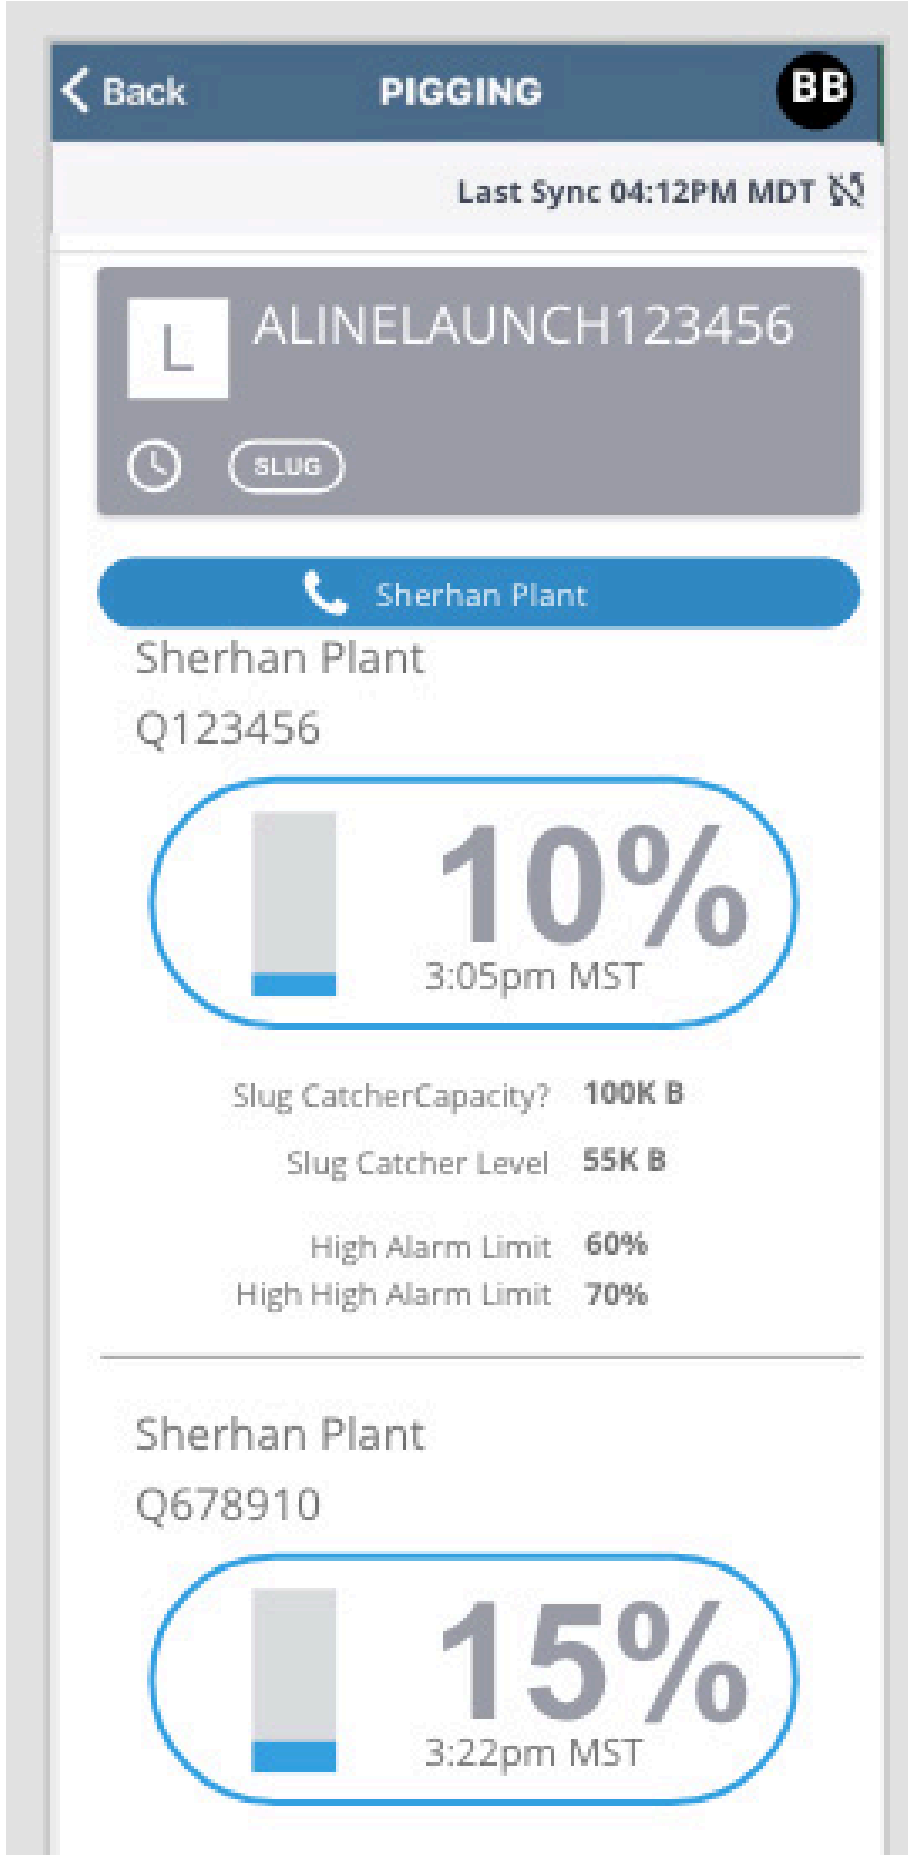 Back PIGGING BB
Last Sync 04:12PM MDT
L ALINELAUNCH123456
SLUG
Sherhan Plant
Sherhan Plant
Q123456
10%
3:05pm MST
Slug CatcherCapacity? 100K B
Slug Catcher Level 55K B
High Alarm Limit 60%
High High Alarm Limit 70%
Sherhan Plant
Q678910
15%
3:22pm MST